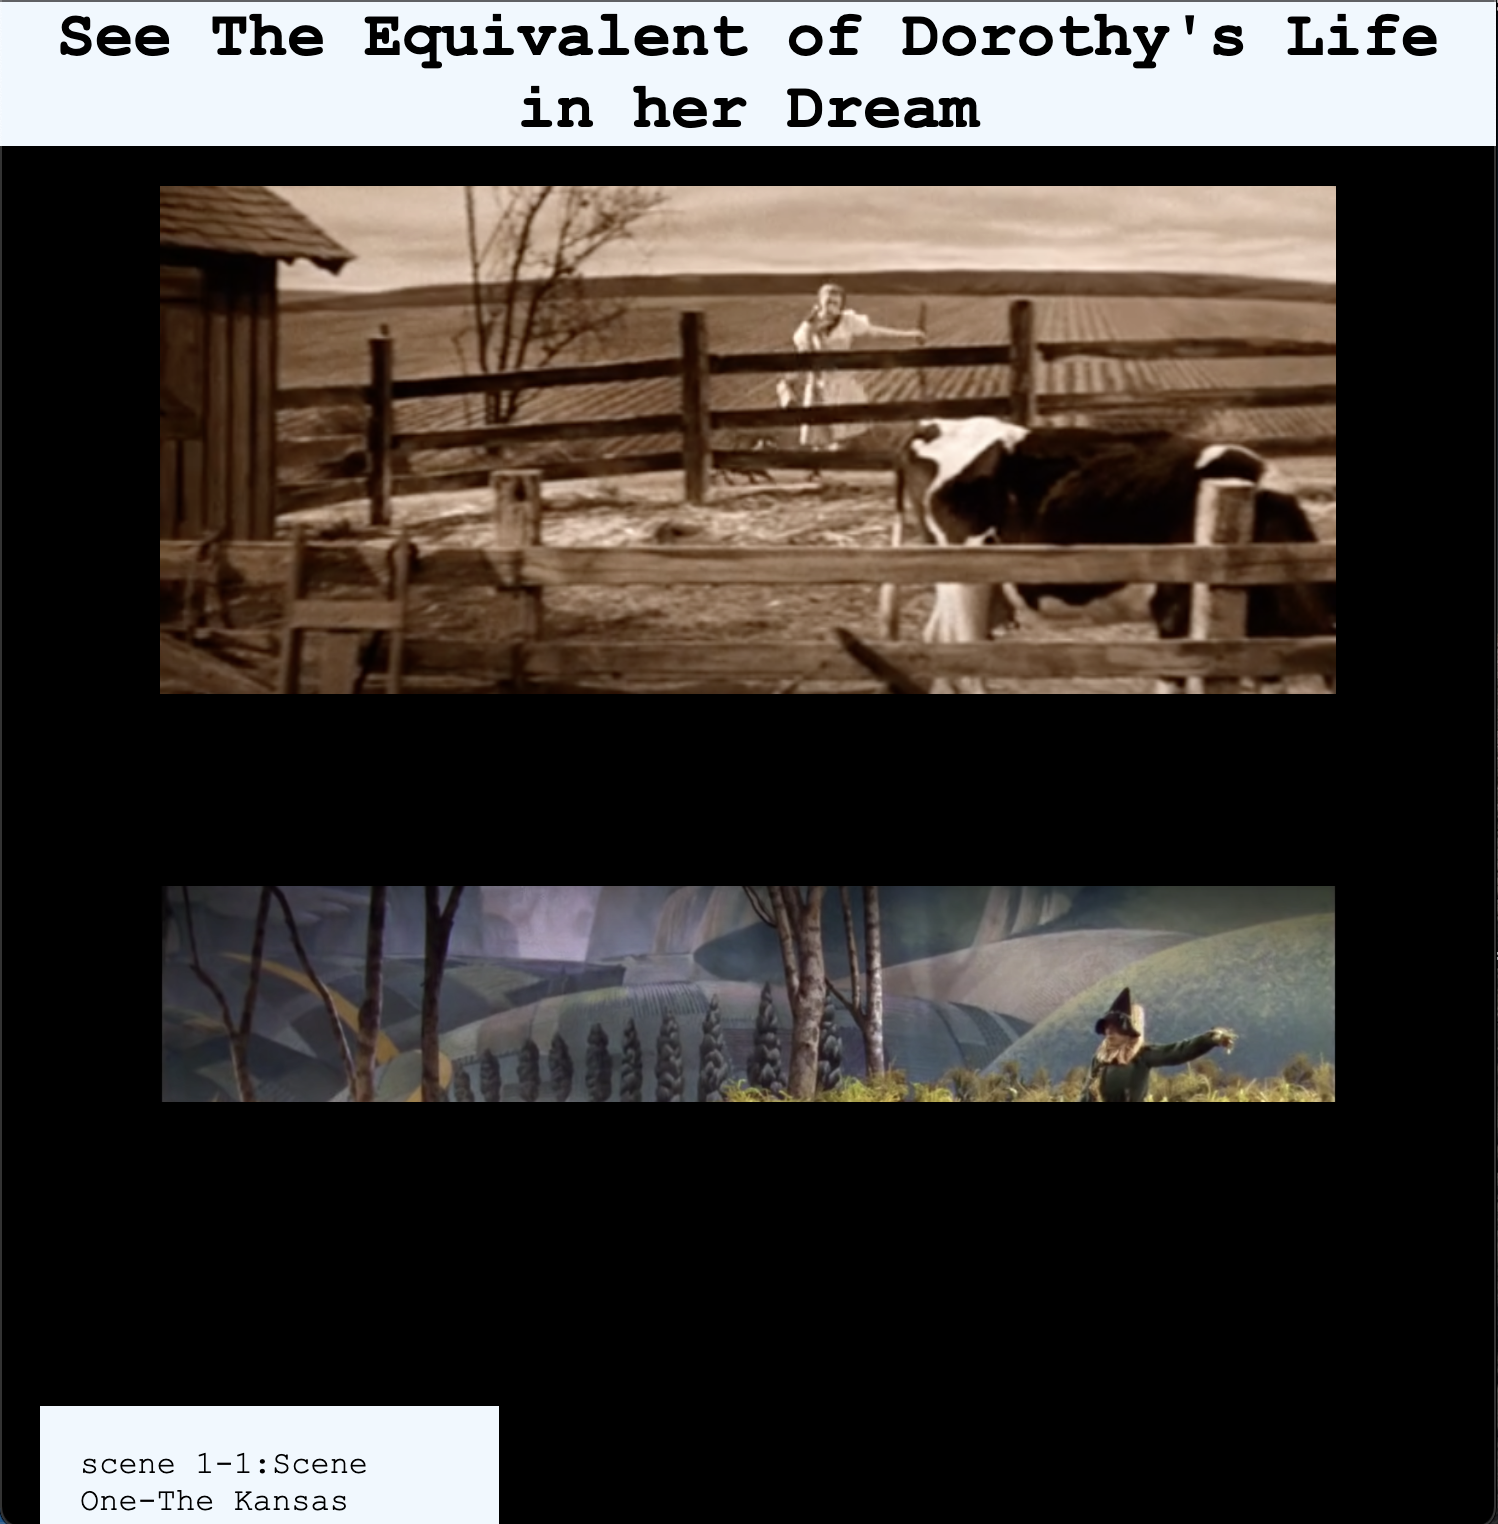 See The Equivalent of Dorothy's Life
in her Dream
scene 1-1:Scene
One-The Kansas